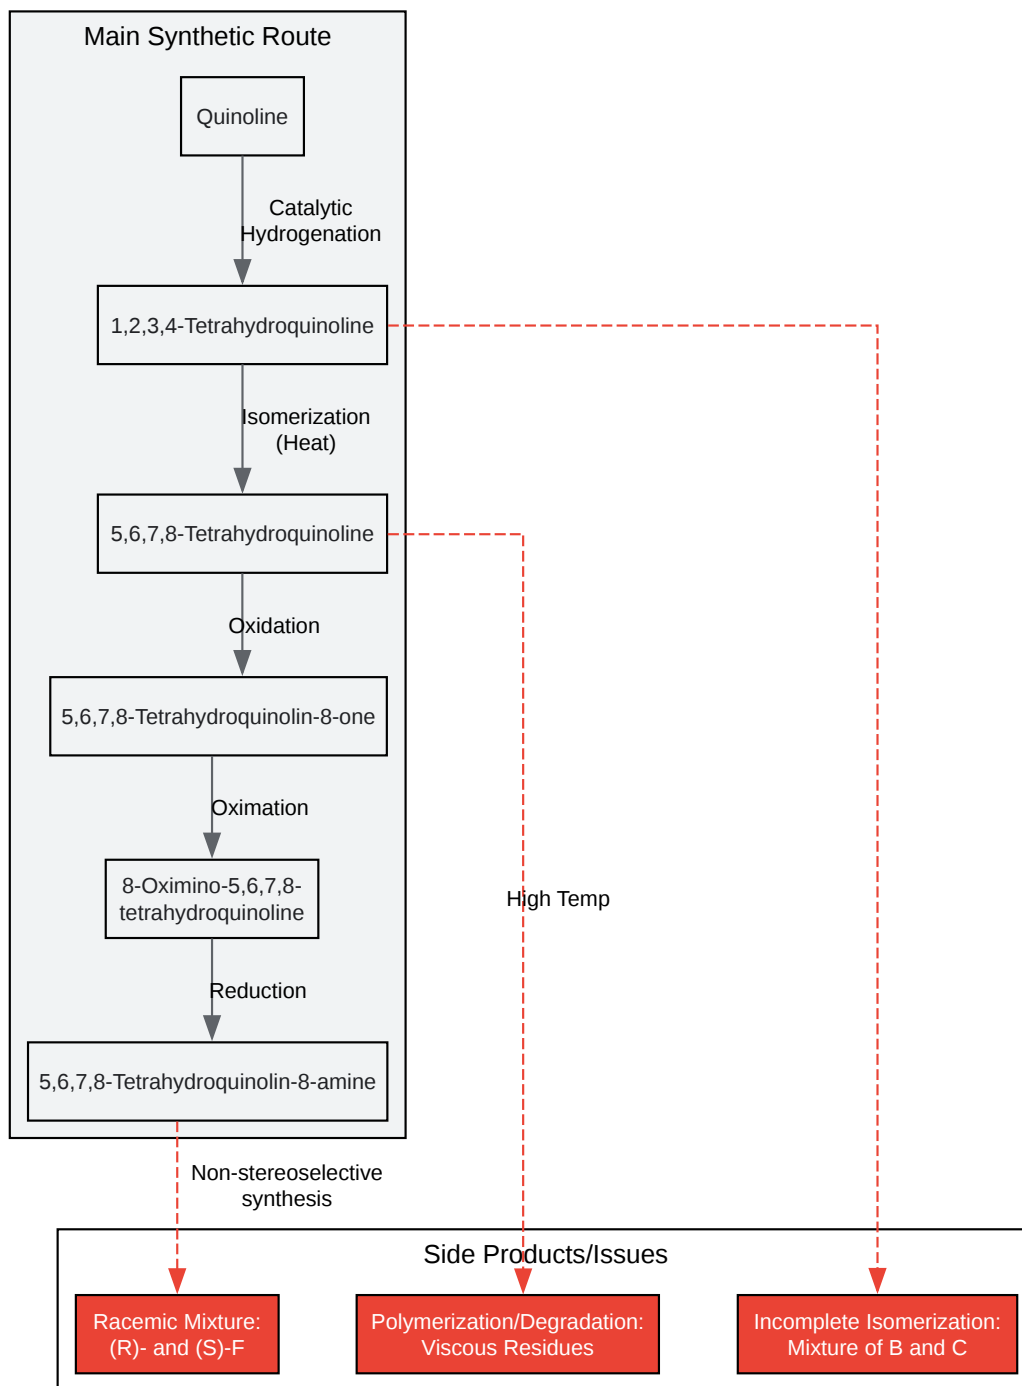 Main Synthetic Route
Quinoline
Catalytic
Hydrogenation
1,2,3,4-Tetrahydroquinoline
Isomerization
(Heat)
5,6,7,8-Tetrahydroquinoline
Oxidation
5,6,7,8-Tetrahydroquinolin-8-one
Oximation
8-Oximino-5,6,7,8-
tetrahydroquinoline
High Temp
Reduction
5,6,7,8-Tetrahydroquinolin-8-amine
Non-stereoselective
synthesis
Side Products/Issues
Racemic Mixture:
(R)- and (S)-F
Polymerization/Degradation:
Viscous Residues
Incomplete Isomerization:
Mixture of B and C